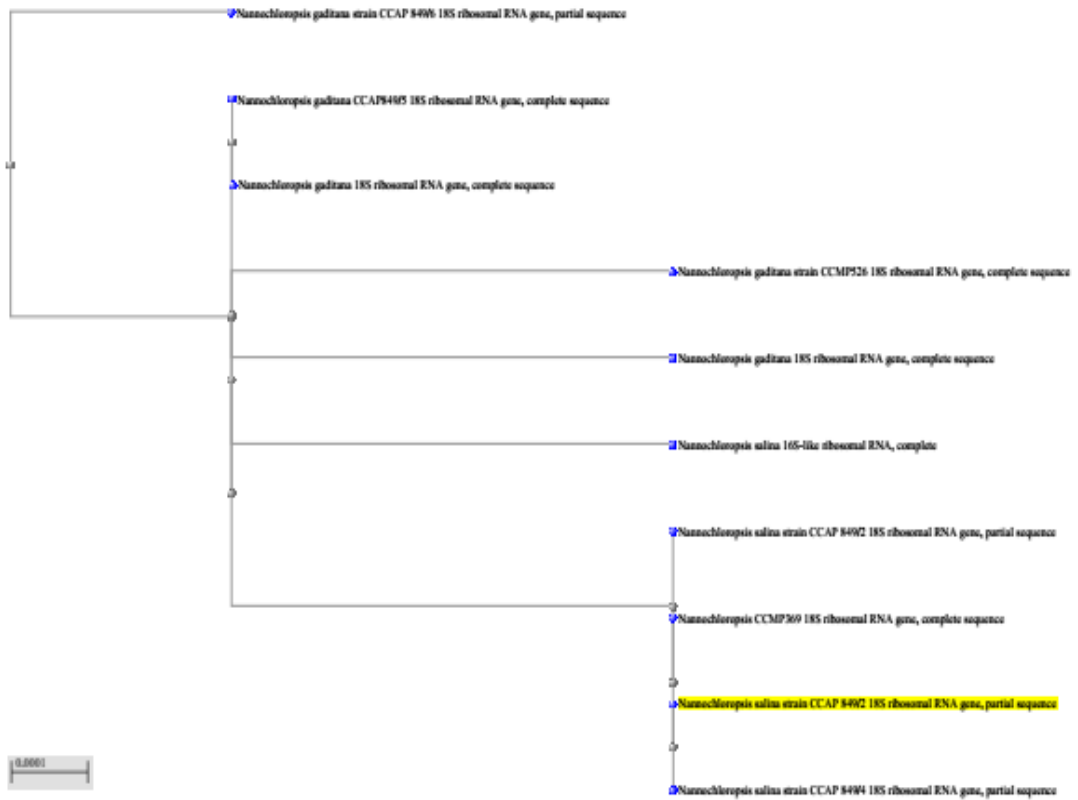 Nannochloropsis gaditana strain CCAP 849/6 18S ribosomal RNA gene, partial sequence
Nannochloropsis gaditana CCAP849/5 18S ribosomal RNA gene, complete sequence
Nannochloropsis gaditana 18S ribosomal RNA gene, complete sequence
Nannochloropsis gaditana strain CCMP526 18S ribosomal RNA gene, complete sequence
Nannochloropsis gaditana 18S ribosomal RNA gene, complete sequence
Nannochloropsis salina 16S-like ribosomal RNA, complete
Nannochloropsis salina strain CCAP 849/2 18S ribosomal RNA gene, partial sequence
Nannochloropsis CCMP369 18S ribosomal RNA gene, complete sequence
Nannochloropsis salina strain CCAP 849/2 18S ribosomal RNA gene, partial sequence
0.0001
Nannochloropsis salina strain CCAP 849/4 18S ribosomal RNA gene, partial sequence